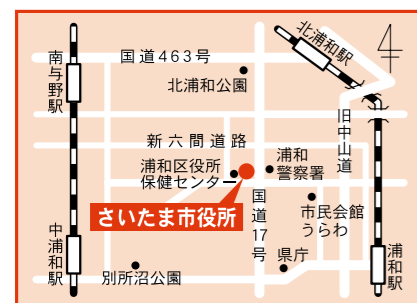 南与野駅
国道463号
北浦和公園
北浦和駅
旧中山道
新六間道路
浦和区役所
保健センター
浦和
警察署
さいたま市役所
国道17号
市民会館
うらわ
県庁
中浦和駅
別所沼公園
浦和駅